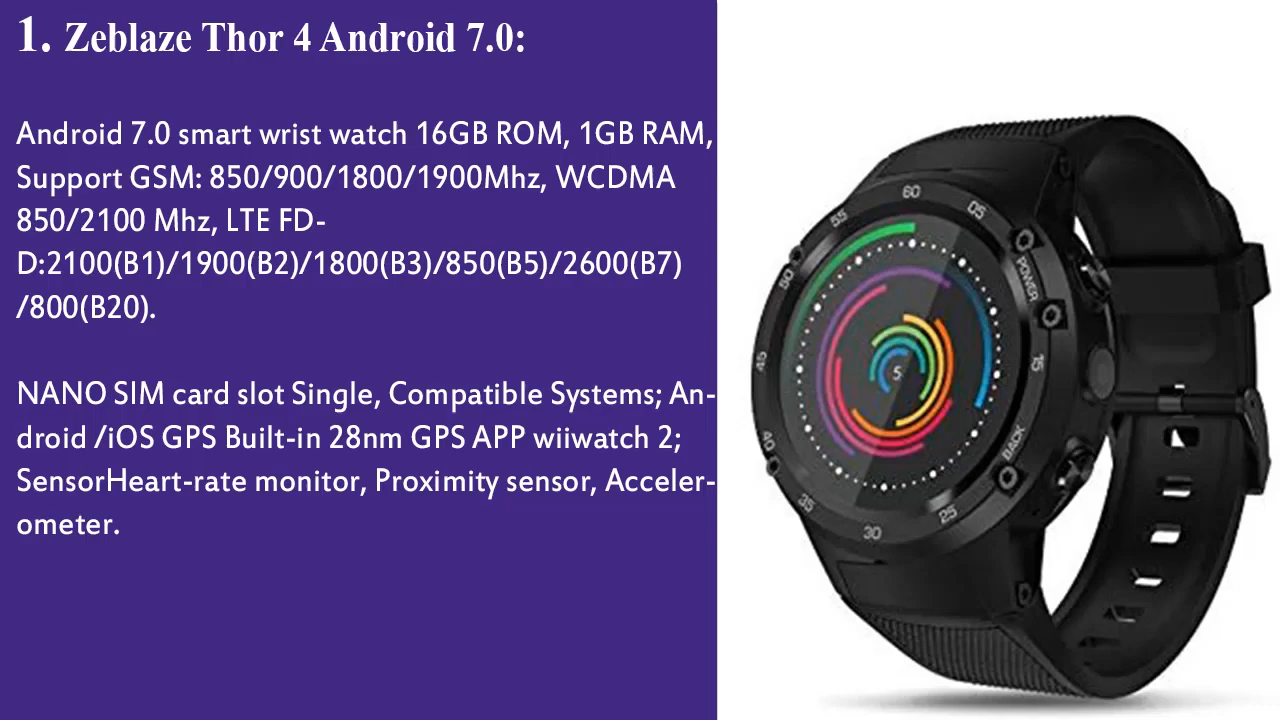 1. Zeblaze Thor 4 Android 7.0:
Android 7.0 smart wrist watch 16GB ROM, 1GB RAM,
Support GSM: 850/900/1800/1900Mhz, WCDMA
850/2100 Mhz, LTE FD-
D:2100(B1)/1900(B2)/1800(B3)/850(B5)/2600(B7)
/800(B20).
NANO SIM card slot Single, Compatible Systems; An-
droid /iOS GPS Built-in 28nm GPS APP wiiwatch 2;
SensorHeart-rate monitor, Proximity sensor, Acceler-
ometer.
60
05
POWER
15
BACK
25
30
35
40
45
50
55
5